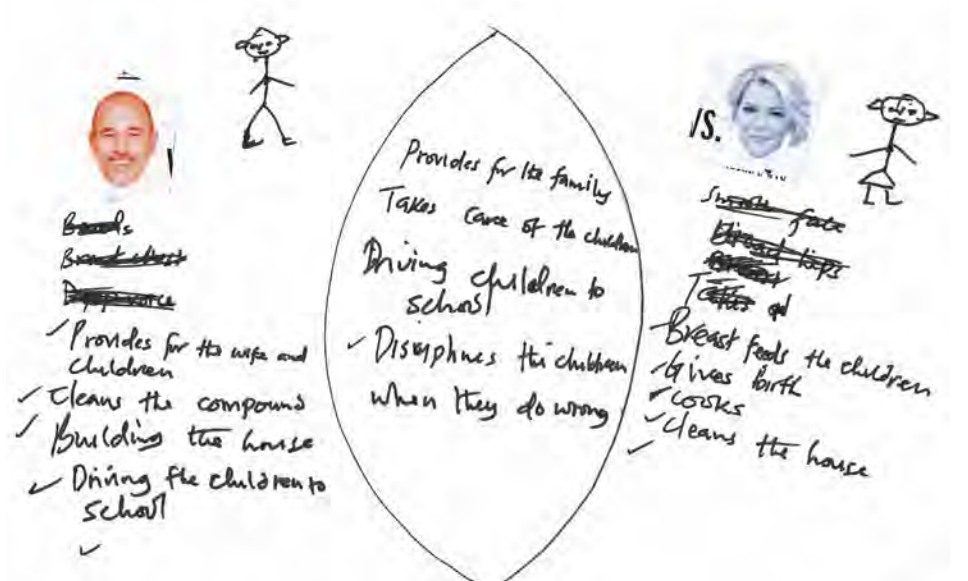 Provides for the wife and
children
Cleans the compound
Building the house
Driving the children to
school
Provides for the family
Takes care of the children
Driving children to
school
Disciplines the children
when they do wrong
VS.
Breast feeds the children
Gives birth
Cooks
Cleans the house